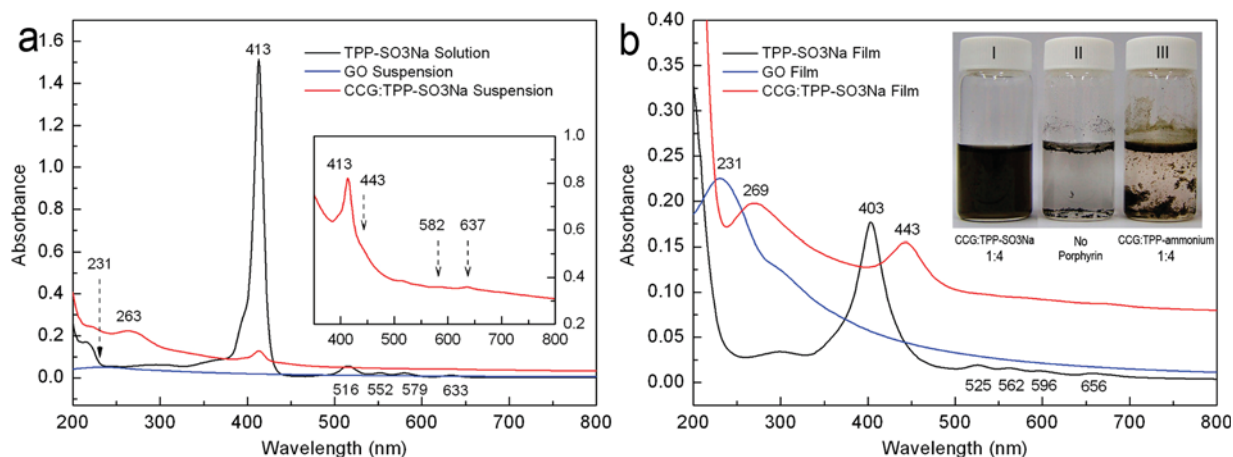 a
Absorbance
Wavelength (nm)
1.6
1.4
1.2
1.0
0.8
0.6
0.4
0.2
0.0
200 300 400 500 600 700 800
TPP-SO3Na Solution
GO Suspension
CCG:TPP-SO3Na Suspension
413
231
263
516 552 579 633
413
443
582 637
1.0
0.8
0.6
0.4
0.2
400 500 600 700 800
b
Absorbance
Wavelength (nm)
0.40
0.35
0.30
0.25
0.20
0.15
0.10
0.05
0.00
200 300 400 500 600 700 800
TPP-SO3Na Film
GO Film
CCG:TPP-SO3Na Film
231
269
403
443
525 562 596 656
I II III
CCG:TPP-SO3Na
1:4
No
Porphyrin
CCG:TPP-ammonium
1:4